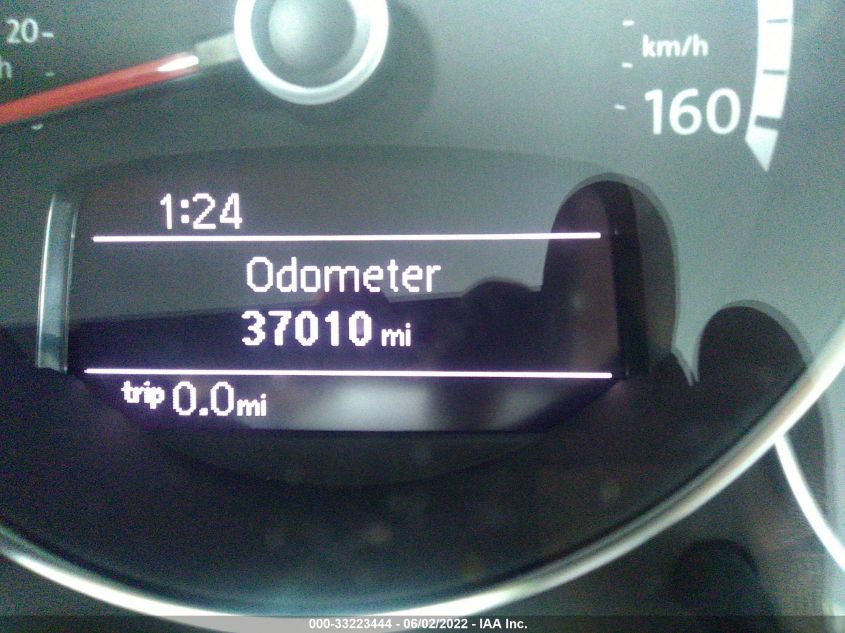 20
h
km/h
160
1:24
Odometer
37010 mi
trip 0.0mi
000-33223444 - 06/02/2022 - IAA Inc.